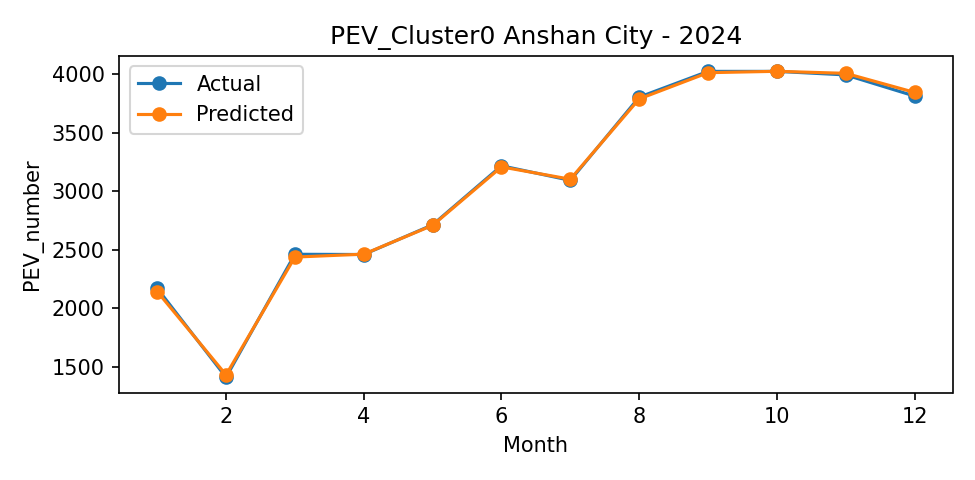 PEV_Cluster0 Anshan City - 2024
Actual
Predicted
PEV_number
4000
3500
3000
2500
2000
1500
2 4 6 8 10 12
Month